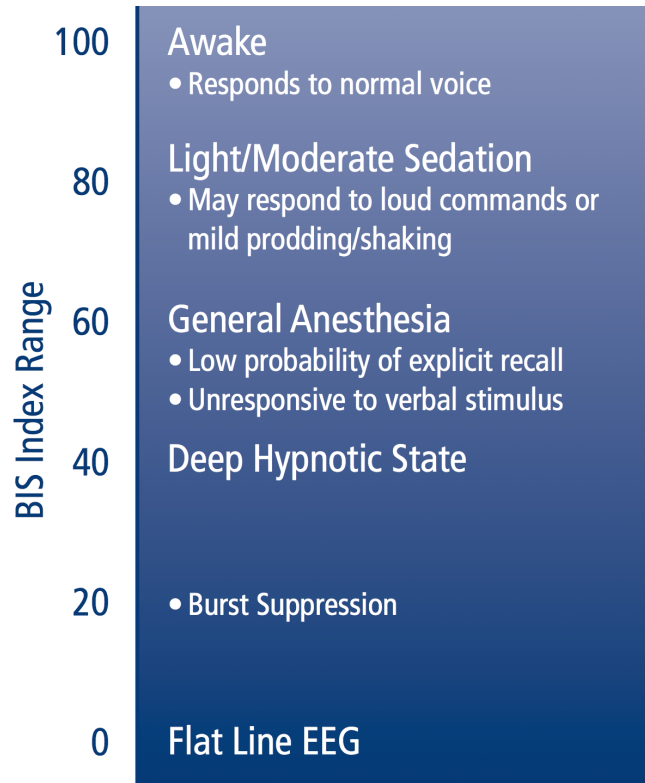 BIS Index Range
100
Awake
• Responds to normal voice
80
Light/Moderate Sedation
• May respond to loud commands or
mild prodding/shaking
60
General Anesthesia
• Low probability of explicit recall
• Unresponsive to verbal stimulus
40
Deep Hypnotic State
20
• Burst Suppression
0
Flat Line EEG